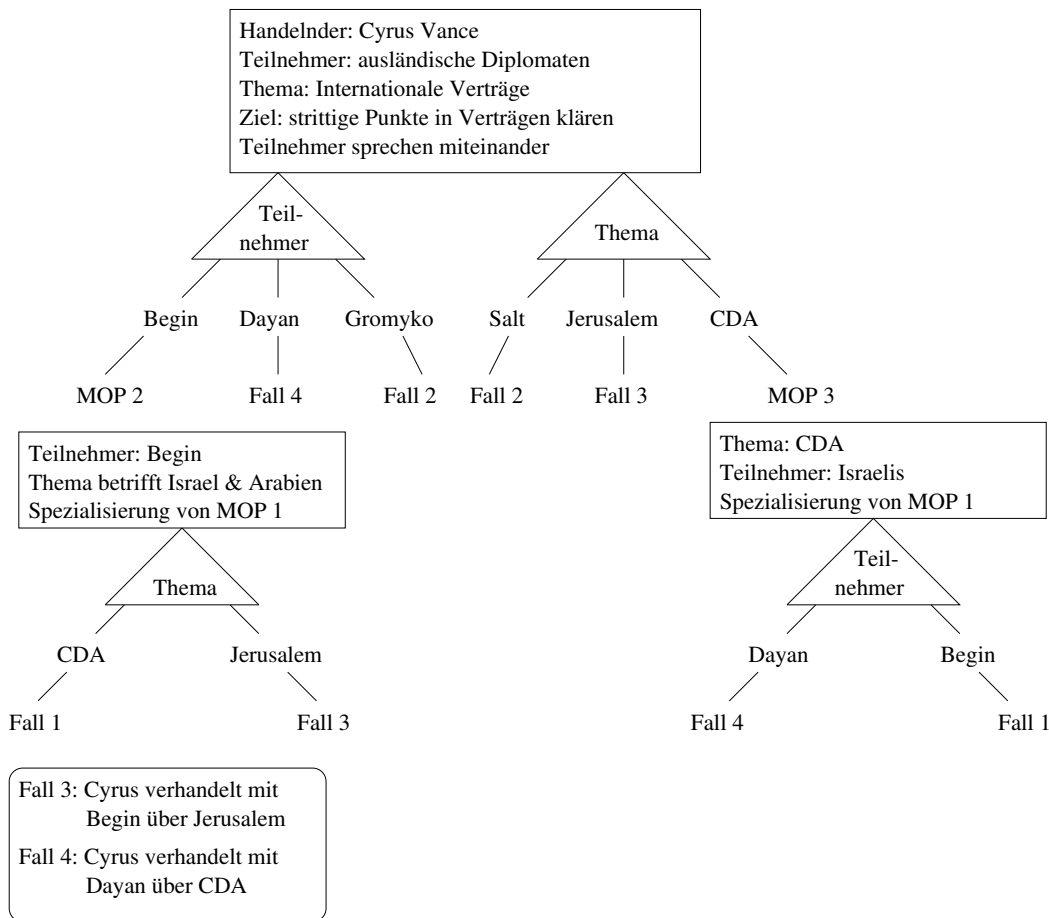 Handelnder: Cyrus Vance
Teilnehmer: ausländische Diplomaten
Thema: Internationale Verträge
Ziel: strittige Punkte in Verträgen klären
Teilnehmer sprechen miteinander
Teil-
nehmer
Thema
Begin
Dayan
Gromyko
Salt
Jerusalem
CDA
MOP 2
Fall 4
Fall 2
Fall 2
Fall 3
MOP 3
Teilnehmer: Begin
Thema betrifft Israel & Arabien
Spezialisierung von MOP 1
Thema
CDA
Jerusalem
Fall 1
Fall 3
Thema: CDA
Teilnehmer: Israelis
Spezialisierung von MOP 1
Teil-
nehmer
Dayan
Begin
Fall 4
Fall 1
Fall 3: Cyrus verhandelt mit
Begin über Jerusalem
Fall 4: Cyrus verhandelt mit
Dayan über CDA